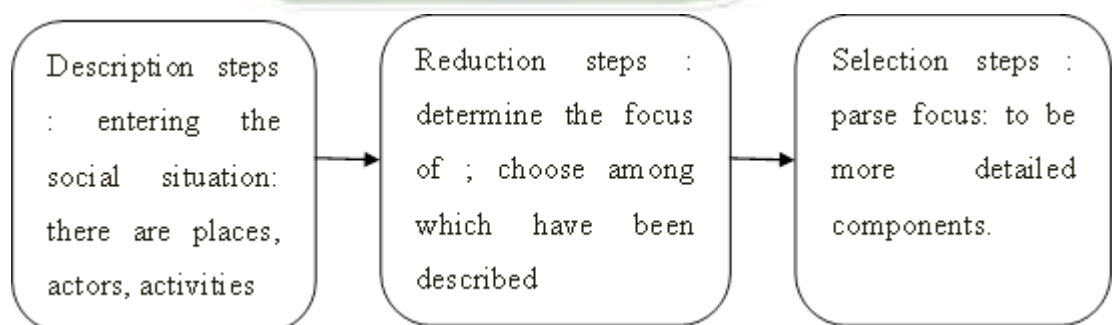 Description steps
: entering the
social situation:
there are places,
actors, activities
Reduction steps :
determine the focus
of ; choose among
which have been
described
Selection steps :
parse focus: to be
more detailed
components.